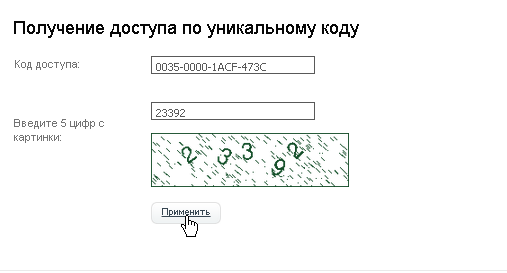 Получение доступа по уникальному коду
Код доступа:
0035-0000-1ACF-473C
23392
Введите 5 цифр с
картинки:
2 3 3 9 2
Применить